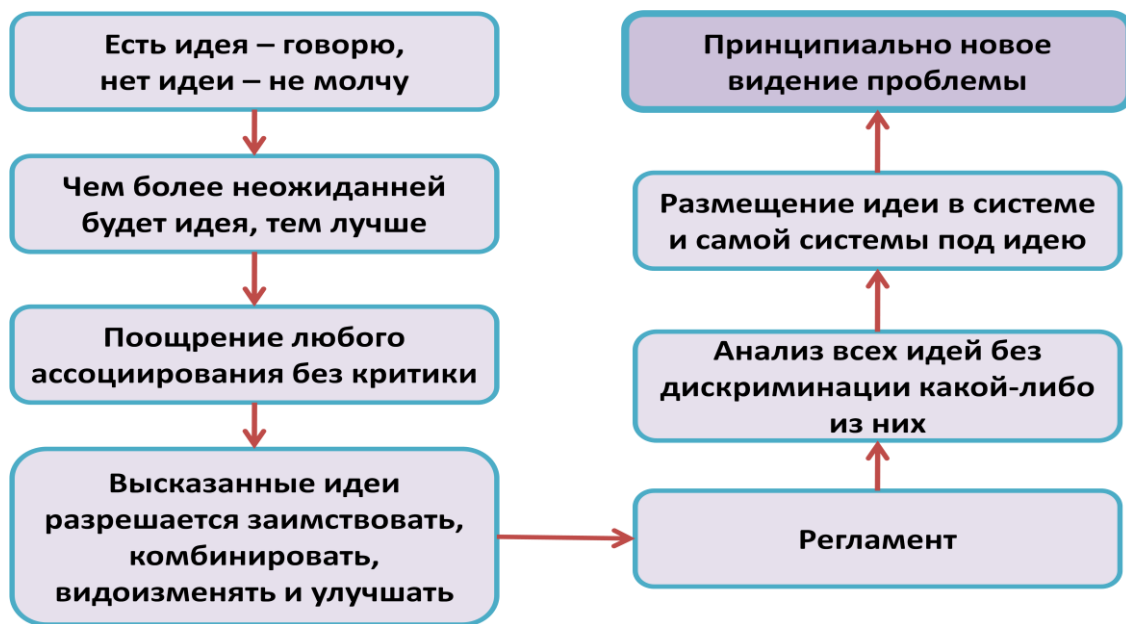 Есть идея – говорю,
нет идеи – не молчу
Чем более неожиданней
будет идея, тем лучше
Поощрение любого
ассоциирования без критики
Высказанные идеи
разрешается заимствовать,
комбинировать,
видоизменять и улучшать
Регламент
Анализ всех идей без
дискриминации какой-либо
из них
Размещение идеи в системе
и самой системы под идею
Принципиально новое
видение проблемы